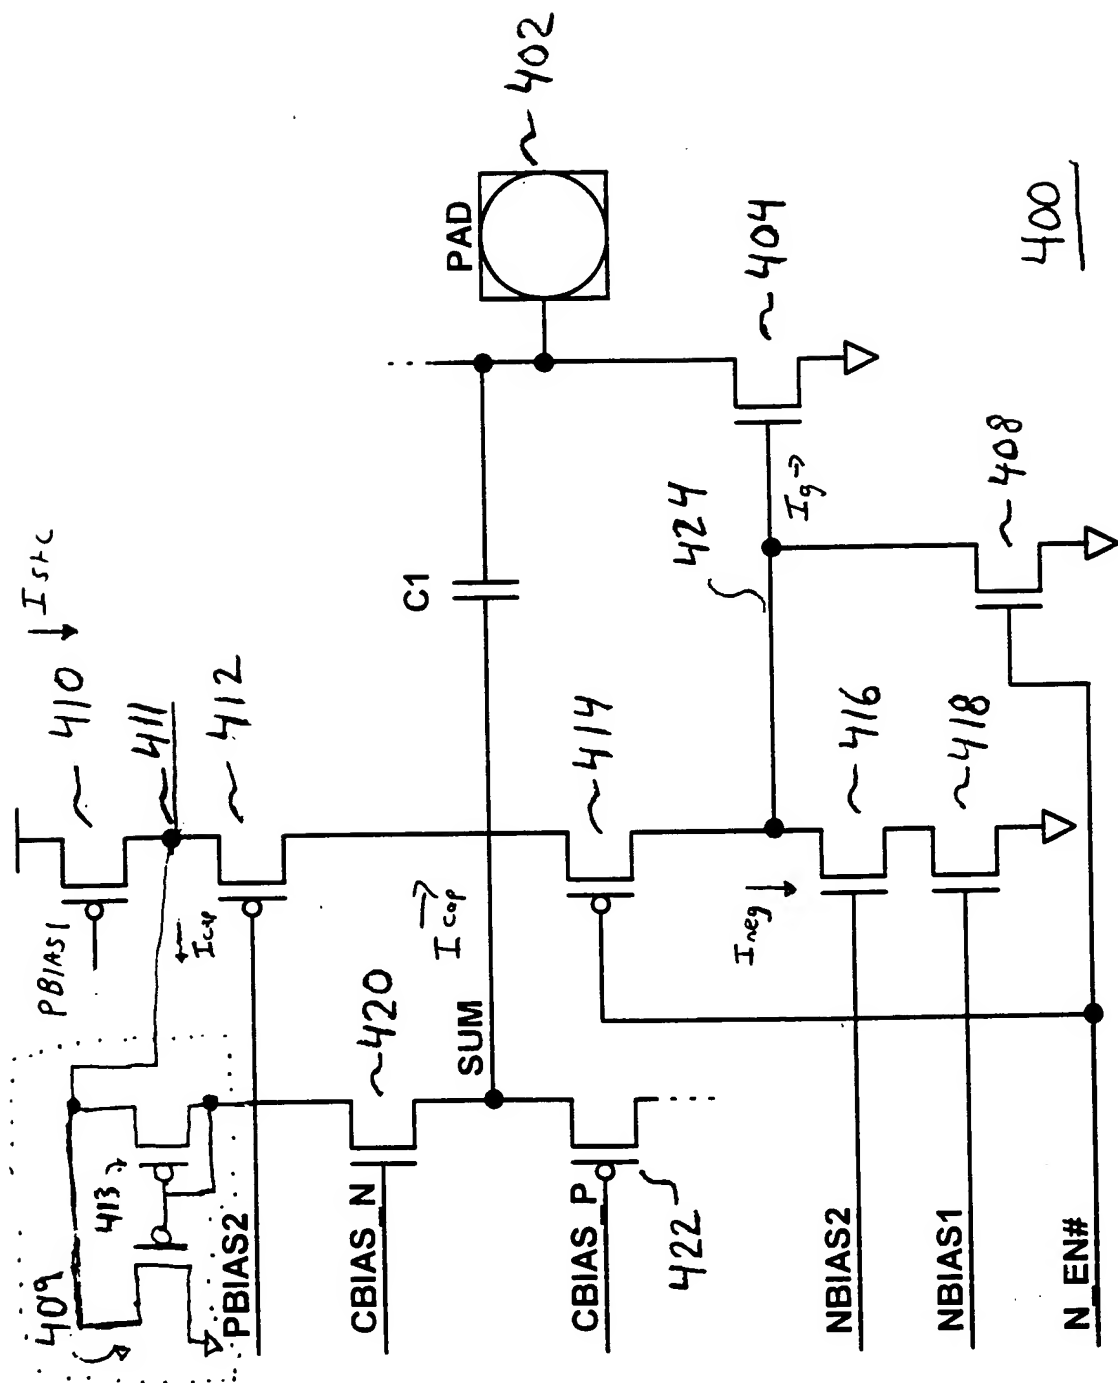 402
PAD
404
400
408
424
Ig →
C1
Istc
410
411
412
414
416
418
PBIAS1
Icap
Icap
Ineg
420
SUM
413
409
PBIAS2
CBIAS_N
CBIAS_P
422
NBIAS2
NBIAS1
N_EN#